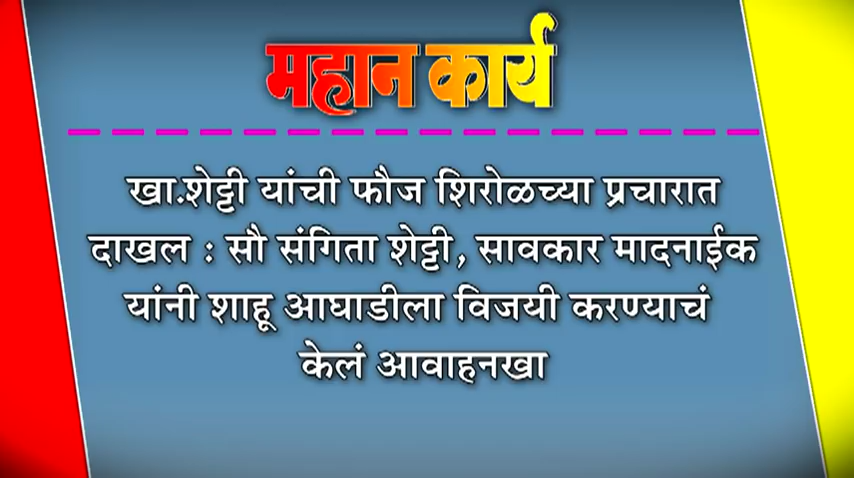 महान कार्य
खा.शेट्टी यांची फौज शिरोळच्या प्रचारात
दाखल : सौ संगिता शेट्टी, सावकार मादनाईक
यांनी शाहू आघाडीला विजयी करण्याचं
केलं आवाहनखा